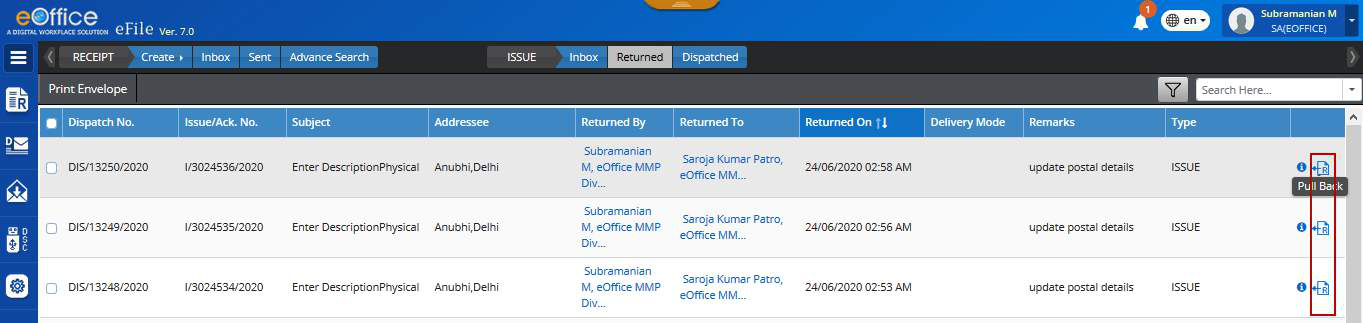 eOffice
A DIGITAL WORKPLACE SOLUTION
eFile Ver. 7.0
1
en
Subramanian M
SA(EOFFICE)
RECEIPT Create Inbox Sent Advance Search ISSUE Inbox Returned Dispatched
Print Envelope
Search Here...
Dispatch No. Issue/Ack. No. Subject Addressee Returned By Returned To Returned On Delivery Mode Remarks Type
DIS/13250/2020 I/3024536/2020 Enter DescriptionPhysical Anubhi,Delhi Subramanian M, eOffice MMP Div... Saroja Kumar Patro, eOffice MM... 24/06/2020 02:58 AM update postal details ISSUE
Pull Back
DIS/13249/2020 I/3024535/2020 Enter DescriptionPhysical Anubhi,Delhi Subramanian M, eOffice MMP Div... Saroja Kumar Patro, eOffice MM... 24/06/2020 02:56 AM update postal details ISSUE
DIS/13248/2020 I/3024534/2020 Enter DescriptionPhysical Anubhi,Delhi Subramanian M, eOffice MMP Div... Saroja Kumar Patro, eOffice MM... 24/06/2020 02:53 AM update postal details ISSUE
R
D
DSC